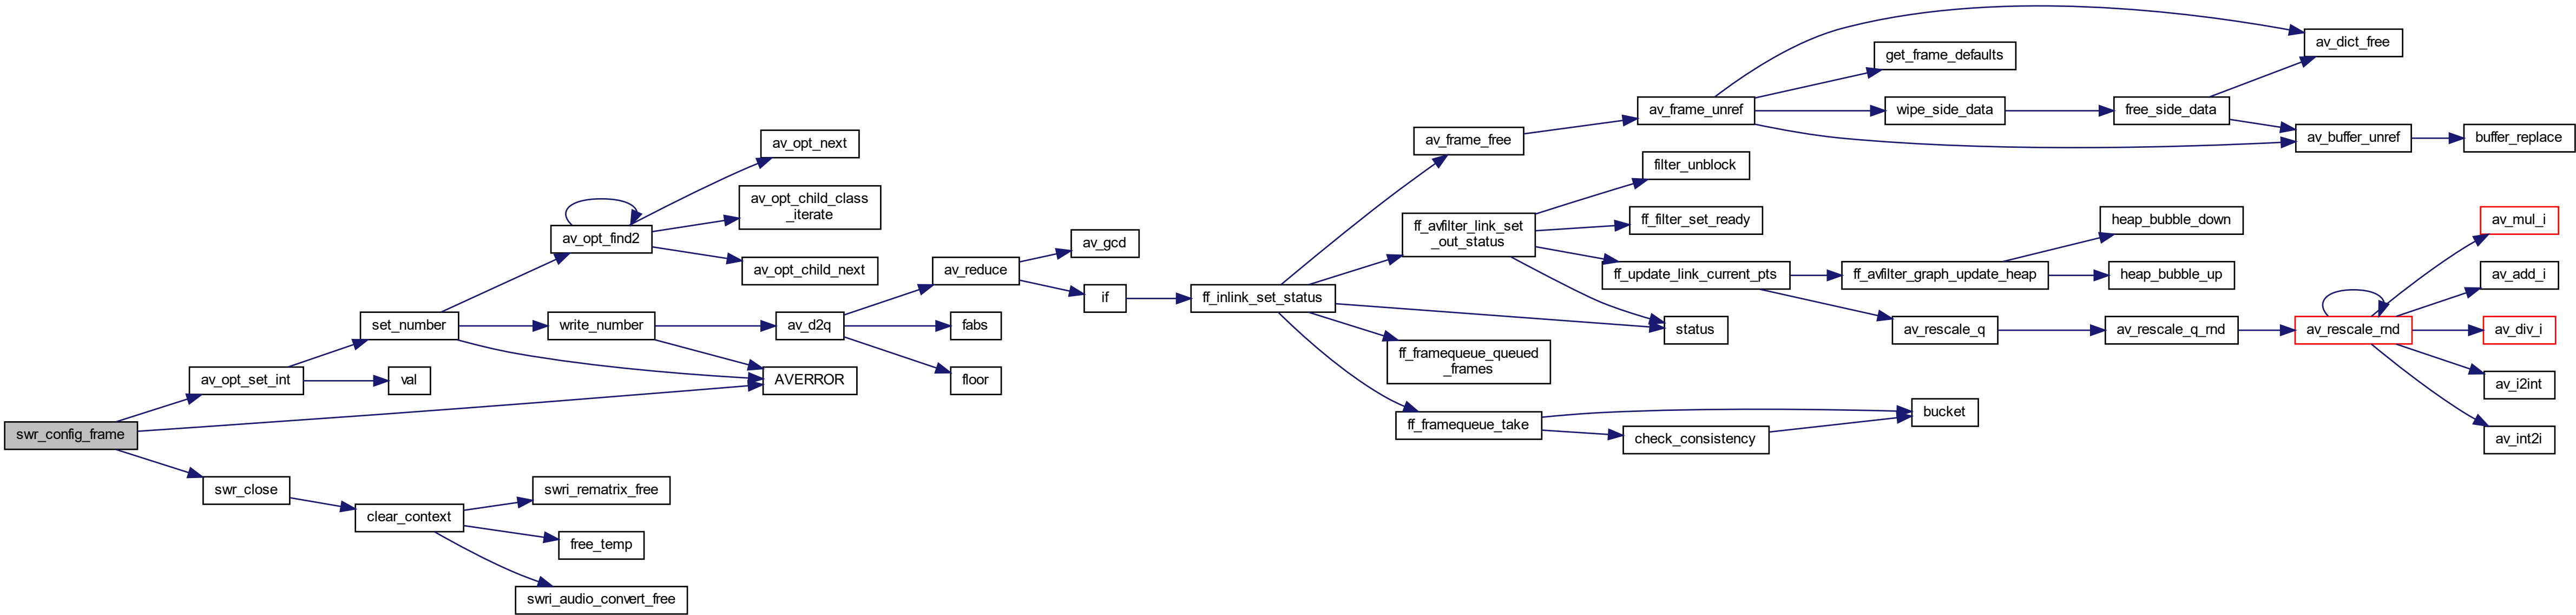 swr_config_frame
av_opt_set_int
swr_close
set_number
val
clear_context
av_opt_find2
write_number
swri_rematrix_free
free_temp
swri_audio_convert_free
av_opt_next
av_opt_child_class
_iterate
av_opt_child_next
av_d2q
AVERROR
av_reduce
fabs
floor
av_gcd
if
ff_inlink_set_status
av_frame_free
ff_avfilter_link_set
_out_status
ff_framequeue_queued
_frames
ff_framequeue_take
av_frame_unref
filter_unblock
ff_filter_set_ready
ff_update_link_current_pts
status
check_consistency
get_frame_defaults
wipe_side_data
ff_avfilter_graph_update_heap
av_rescale_q
bucket
free_side_data
heap_bubble_down
heap_bubble_up
av_rescale_q_rnd
av_dict_free
av_buffer_unref
av_rescale_rnd
buffer_replace
av_mul_i
av_add_i
av_div_i
av_i2int
av_int2i